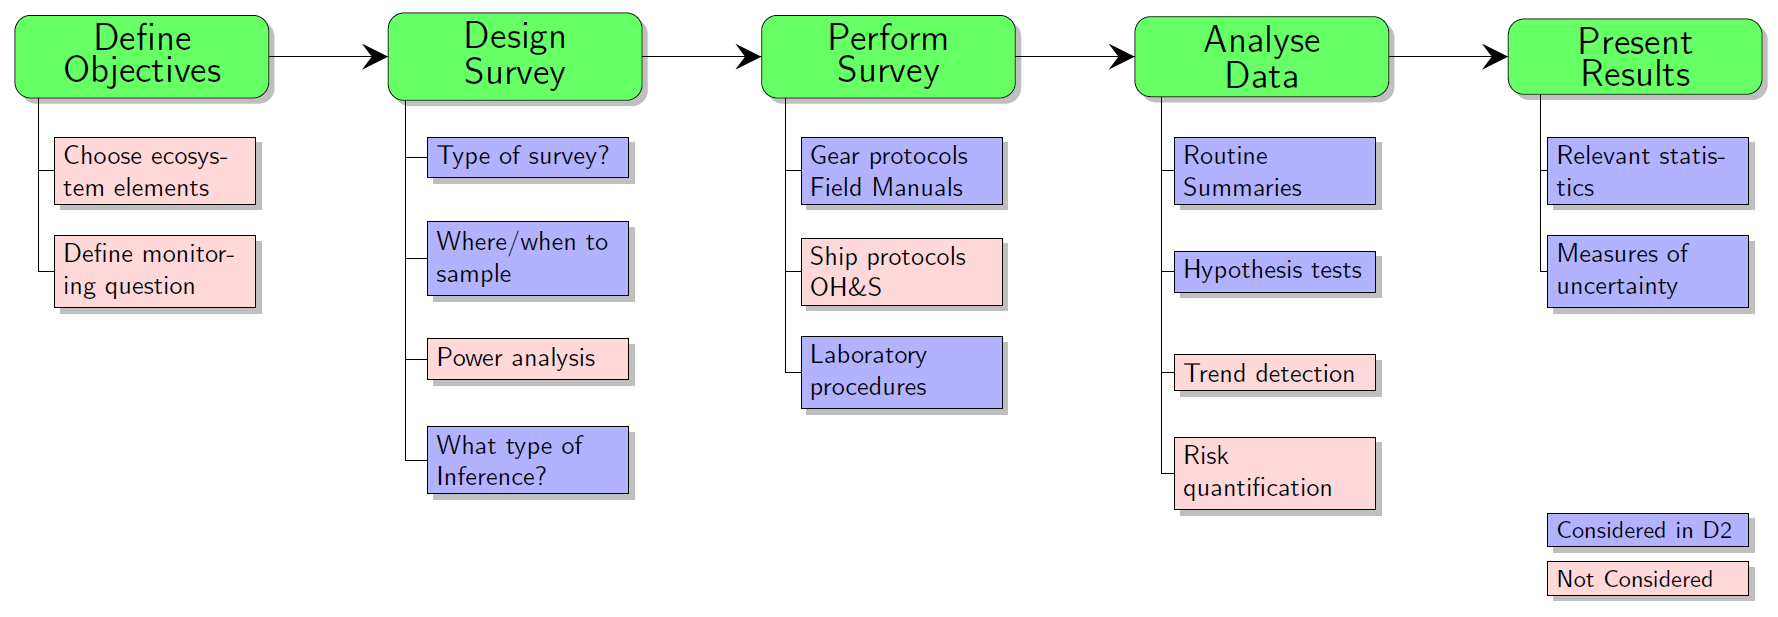 Define
Objectives
Choose ecosys-
tem elements
Define monitor-
ing question
Design
Survey
Type of survey?
Where/when to
sample
Power analysis
What type of
Inference?
Perform
Survey
Gear protocols
Field Manuals
Ship protocols
OH&S
Laboratory
procedures
Analyse
Data
Routine
Summaries
Hypothesis tests
Trend detection
Risk
quantification
Present
Results
Relevant statis-
tics
Measures of
uncertainty
Considered in D2
Not Considered